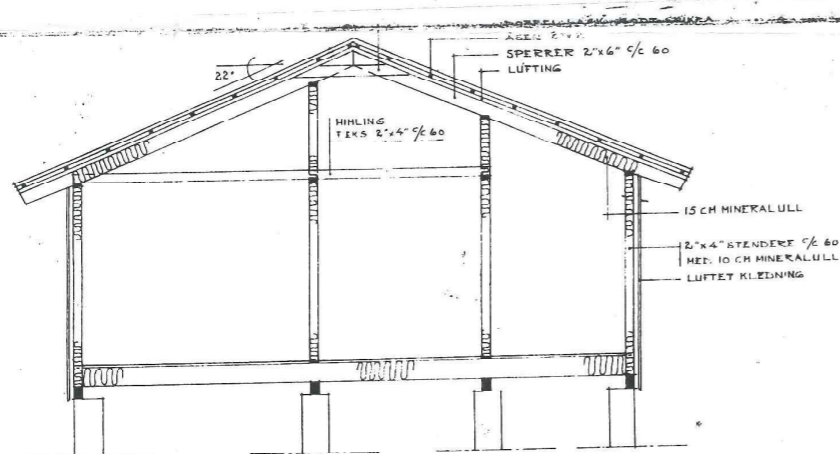 SPERRER 2"x6" c/c 60
LUFTING
22°
HIMLING
TEKS 2"x4" c/c 60
15 CM MINERALULL
2"x4" STENDERE c/c 60
MED 10 CM MINERALULL
LUFTET KLEDNING